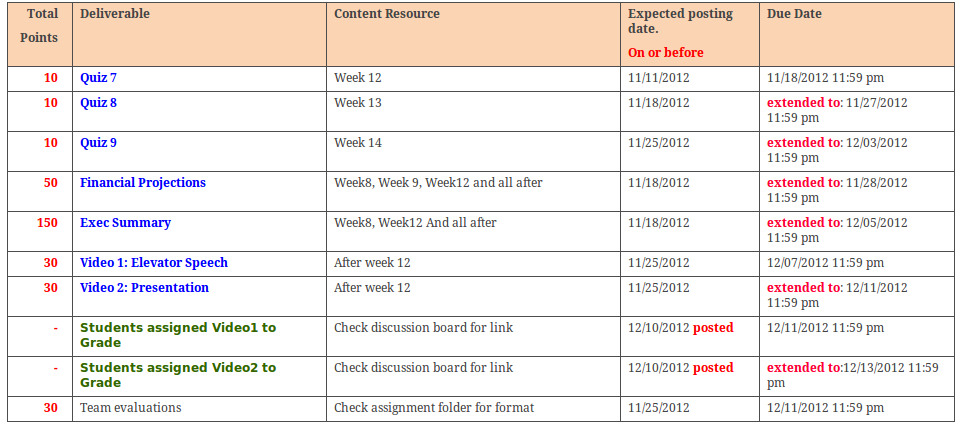 Total Points Deliverable Content Resource Expected posting date. On or before Due Date
10 Quiz 7 Week 12 11/11/2012 11/18/2012 11:59 pm
10 Quiz 8 Week 13 11/18/2012 extended to: 11/27/2012 11:59 pm
10 Quiz 9 Week 14 11/25/2012 extended to: 12/03/2012 11:59 pm
50 Financial Projections Week8, Week 9, Week12 and all after 11/18/2012 extended to: 11/28/2012 11:59 pm
150 Exec Summary Week8, Week12 And all after 11/18/2012 extended to: 12/05/2012 11:59 pm
30 Video 1: Elevator Speech After week 12 11/25/2012 12/07/2012 11:59 pm
30 Video 2: Presentation After week 12 11/25/2012 extended to: 12/11/2012 11:59 pm
- Students assigned Video1 to Grade Check discussion board for link 12/10/2012 posted 12/11/2012 11:59 pm
- Students assigned Video2 to Grade Check discussion board for link 12/10/2012 posted extended to:12/13/2012 11:59 pm
30 Team evaluations Check assignment folder for format 11/25/2012 12/11/2012 11:59 pm